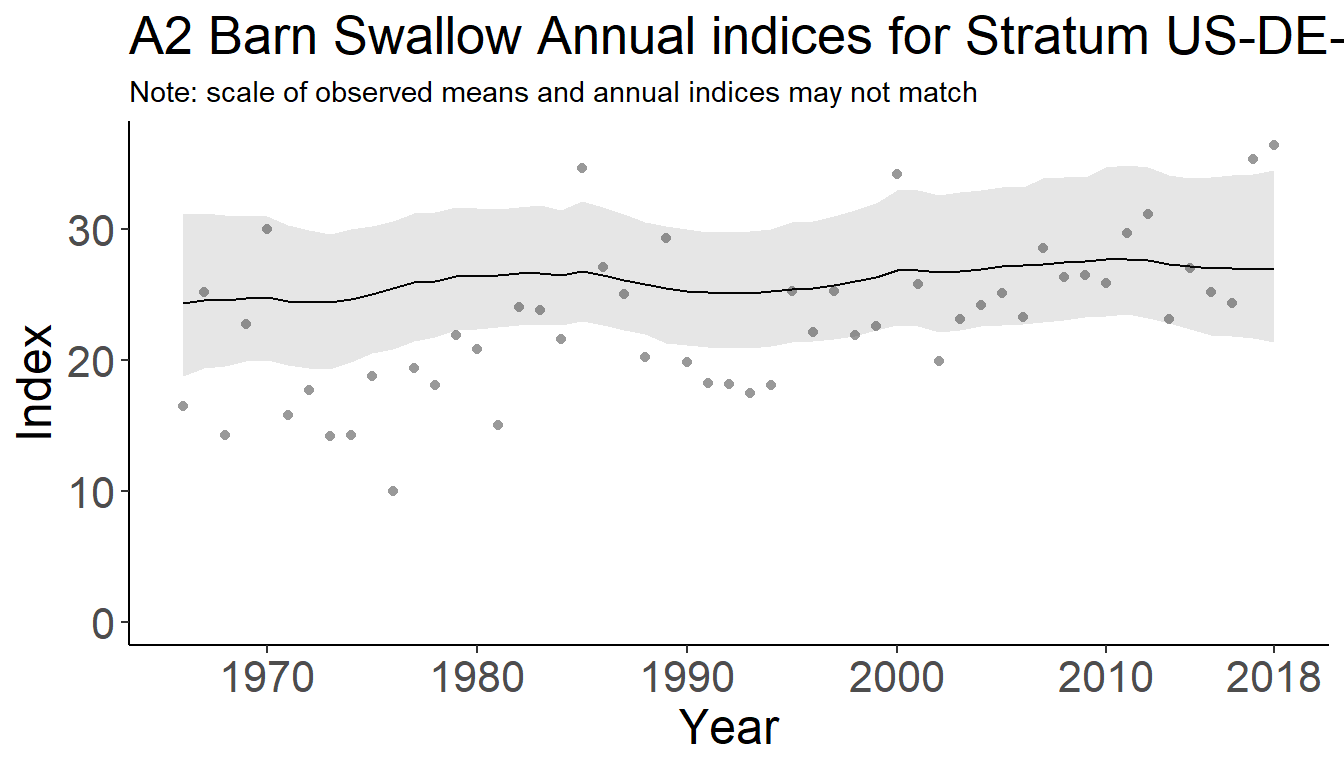 A2 Barn Swallow Annual indices for Stratum US-DE-
Note: scale of observed means and annual indices may not match
Index
30
20
10
0
1970 1980 1990 2000 2010 2018
Year